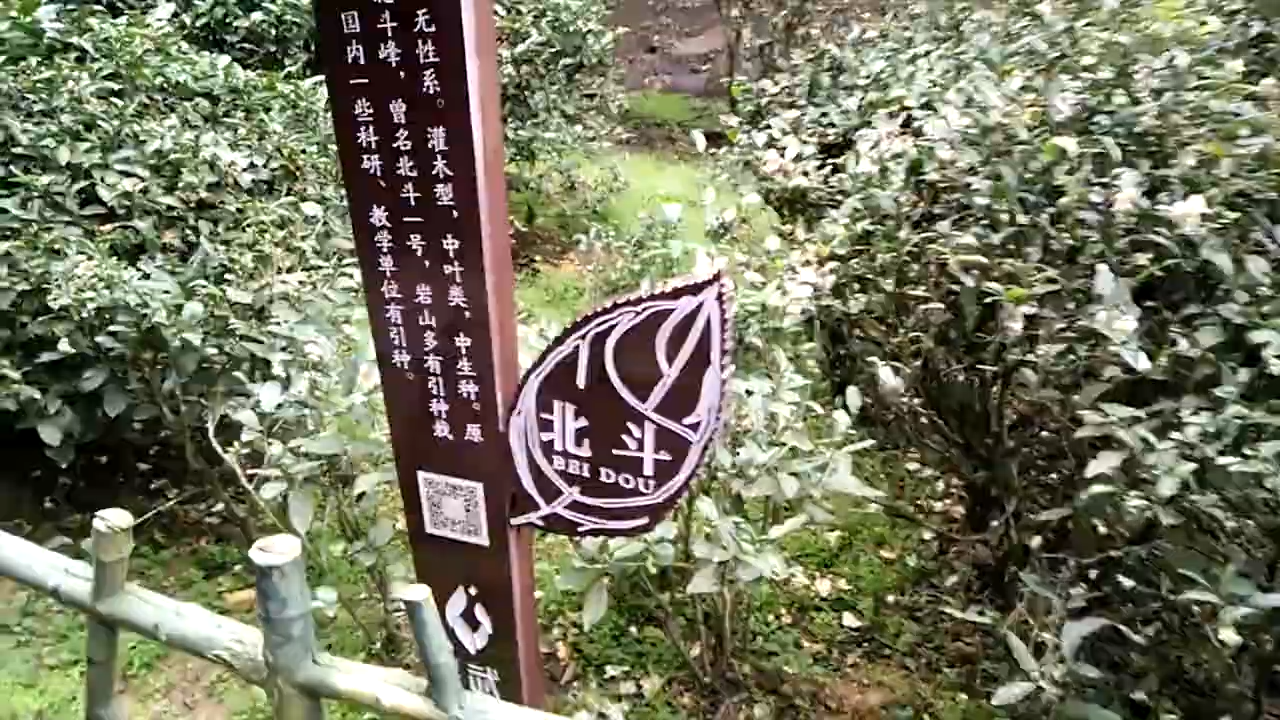 无性系。灌木型，中叶类，中生种。原
北斗峰，曾名北斗一号，岩山多有引种栽
国内一些科研、教学单位有引种。
北斗
BEI DOU